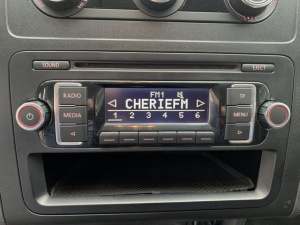 SOUND EJECT
FM1
RADIO TP
CHERIEFM
MEDIA MENU
1 2 3 4 5 6